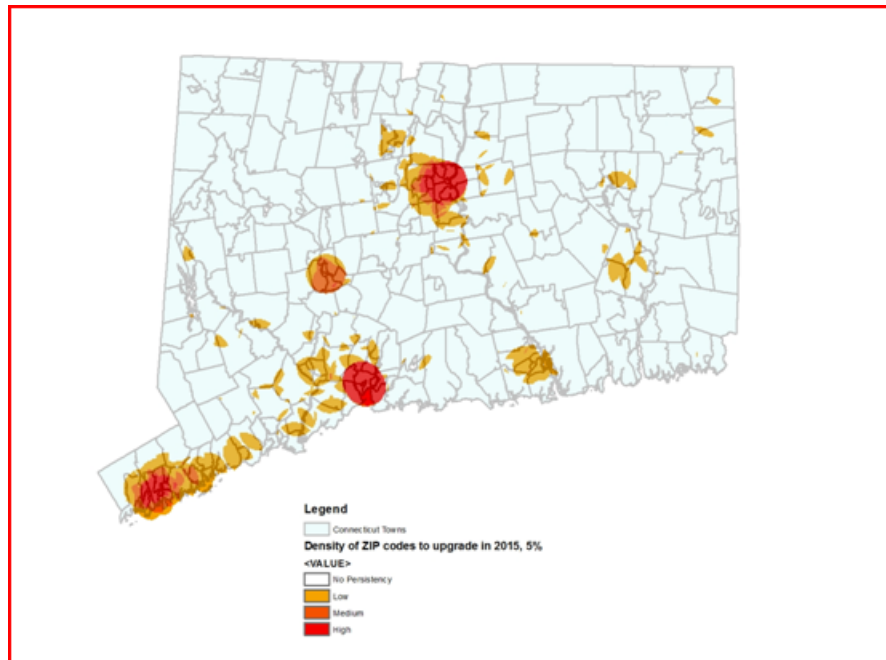 Legend
Connecticut Towns
Density of ZIP codes to upgrade in 2015, 5%
<VALUE>
No Persistency
Low
Medium
High